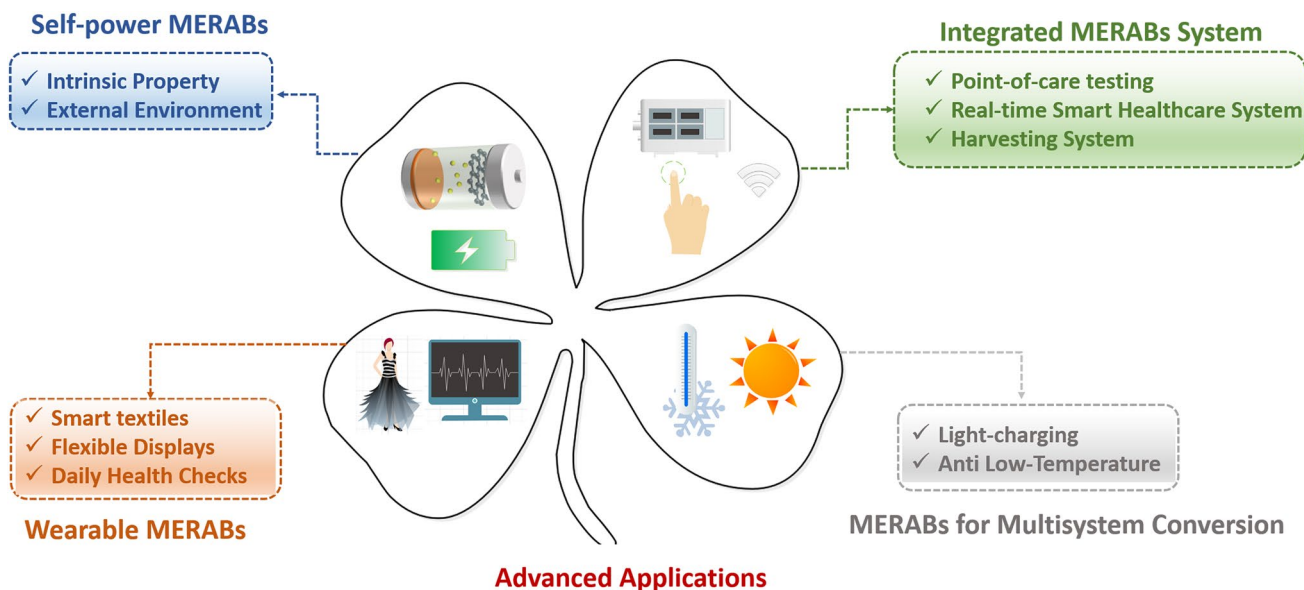 Self-power MERABs
✓ Intrinsic Property
✓ External Environment
Integrated MERABs System
✓ Point-of-care testing
✓ Real-time Smart Healthcare System
✓ Harvesting System
✓ Smart textiles
✓ Flexible Displays
✓ Daily Health Checks
Wearable MERABs
✓ Light-charging
✓ Anti Low-Temperature
MERABs for Multisystem Conversion
Advanced Applications